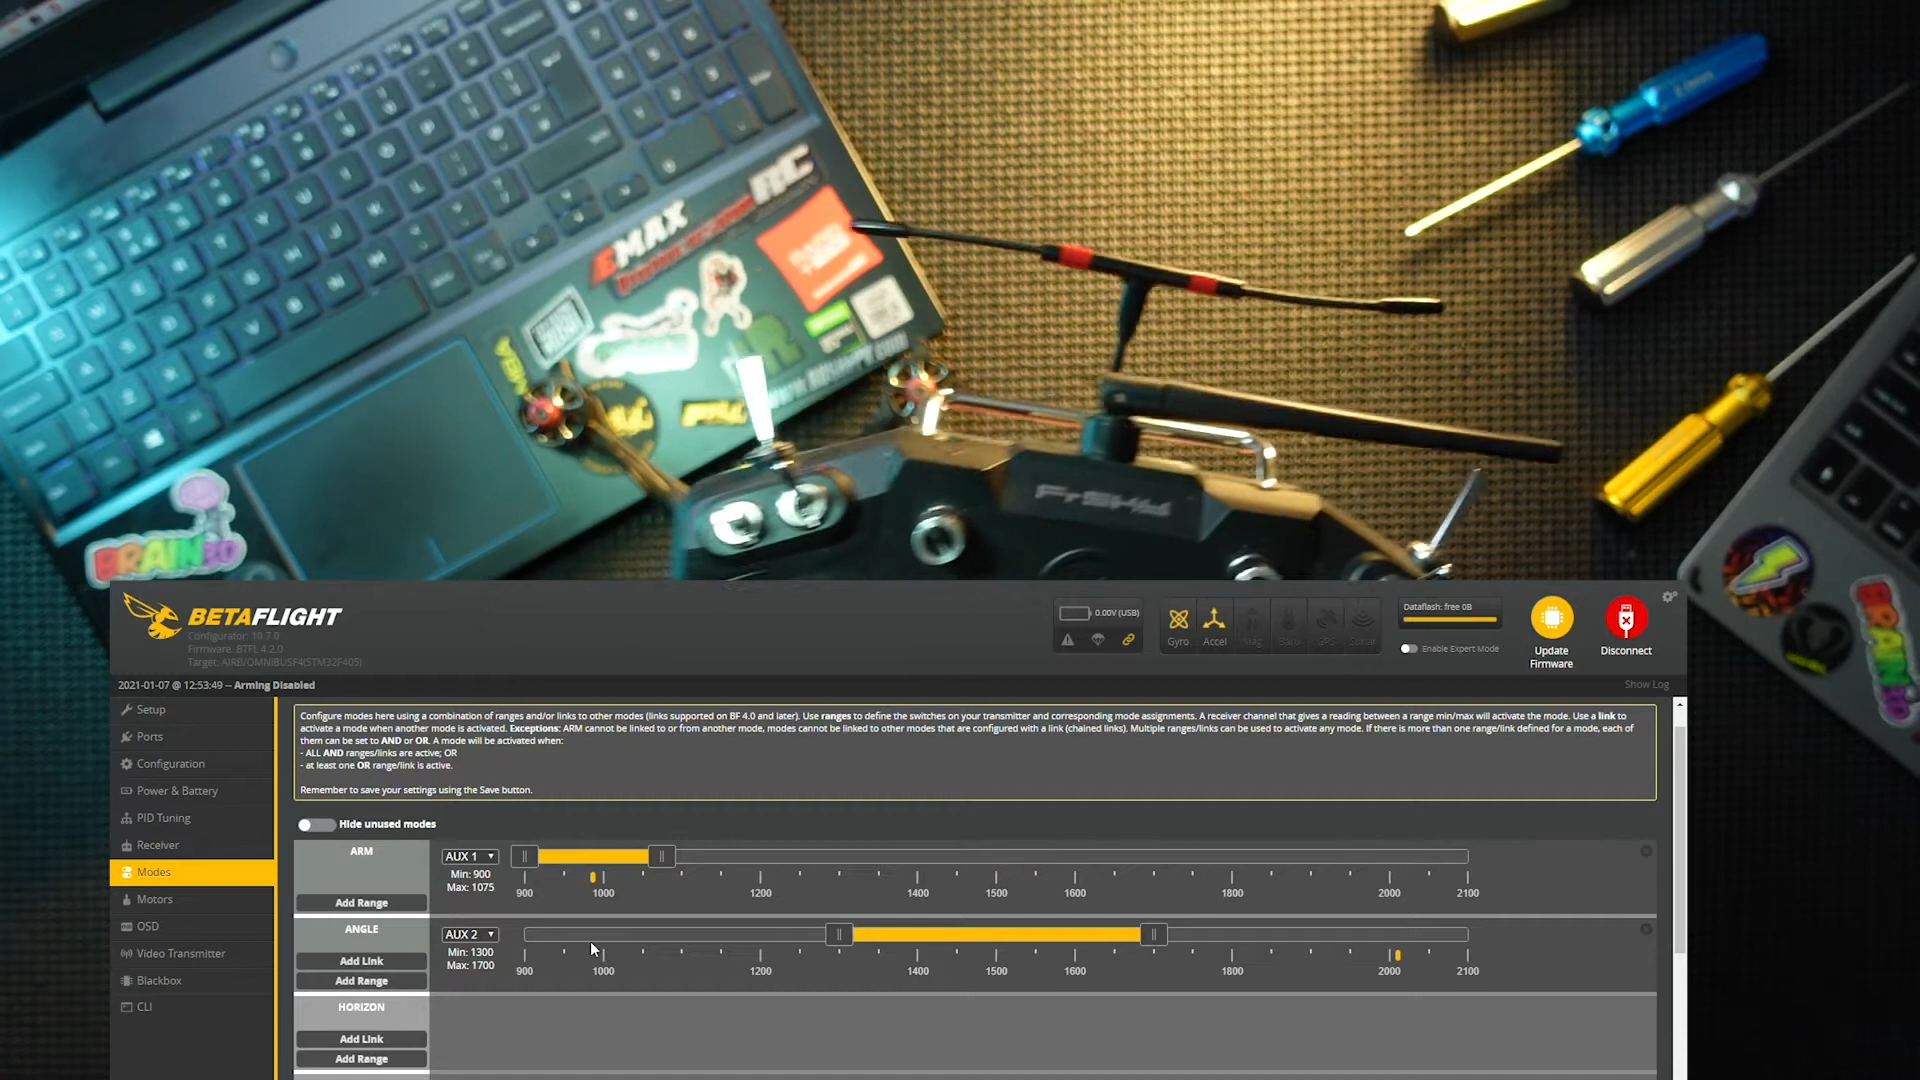 EMAX
RC
BRAIN3D
FrSKY
BETAFLIGHT
Configurator: 10.7.0
Firmware: BTFL 4.2.0
Target: AIRB/OMNIBUSF4(STM32F405)
0.00V (USB)
Gyro
Accel
Mag
Baro
GPS
Sonar
Dataflash: free 0B
Enable Expert Mode
Update
Firmware
Disconnect
2021-01-07 @ 12:53:49 -- Arming Disabled
Show Log
Setup
Ports
Configuration
Power & Battery
PID Tuning
Receiver
Modes
Motors
OSD
Video Transmitter
Blackbox
CLI
Configure modes here using a combination of ranges and/or links to other modes (links supported on BF 4.0 and later). Use ranges to define the switches on your transmitter and corresponding mode assignments. A receiver channel that gives a reading between a range min/max will activate the mode. Use a link to
activate a mode when another mode is activated. Exceptions: ARM cannot be linked to or from another mode, modes cannot be linked to other modes that are configured with a link (chained links). Multiple ranges/links can be used to activate any mode. If there is more than one range/link defined for a mode, each of
them can be set to AND or OR. A mode will be activated when:
- ALL AND ranges/links are active; OR
- at least one OR range/link is active.
Remember to save your settings using the Save button.
Hide unused modes
ARM
Add Range
AUX 1
Min: 900
Max: 1075
900 1000 1200 1400 1500 1600 1800 2000 2100
ANGLE
Add Link
Add Range
AUX 2
Min: 1300
Max: 1700
900 1000 1200 1400 1500 1600 1800 2000 2100
HORIZON
Add Link
Add Range